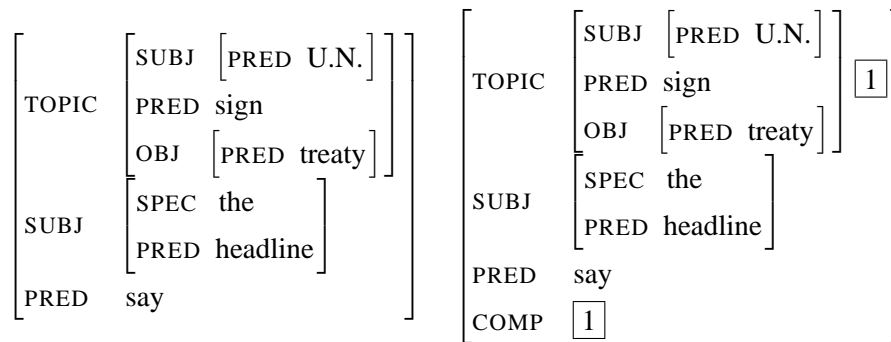 TOPIC SUBJ PRED U.N.
PRED sign
OBJ PRED treaty
SUBJ SPEC the
PRED headline
PRED say
TOPIC SUBJ PRED U.N.
PRED sign
OBJ PRED treaty
1
SUBJ SPEC the
PRED headline
PRED say
COMP 1